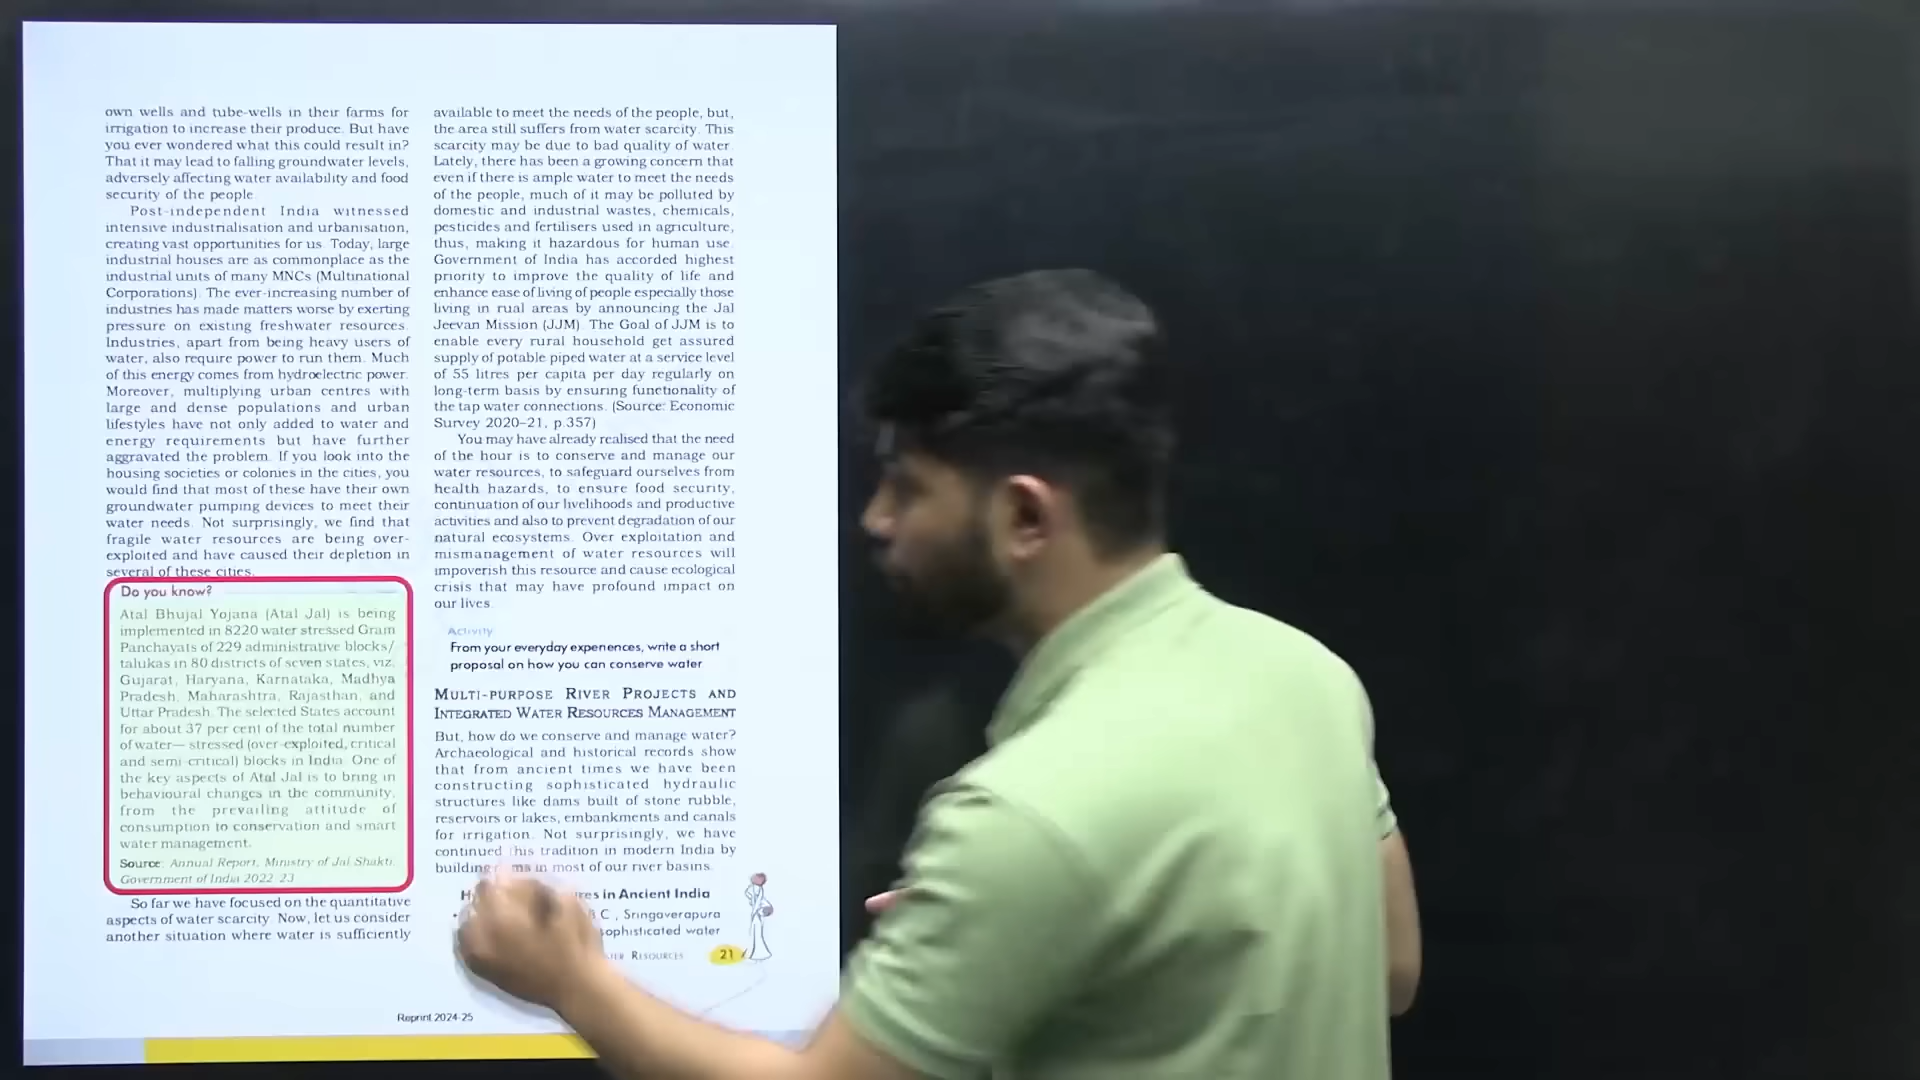 own wells and tube-wells in their farms for
irrigation to increase their produce. But have
you ever wondered what this could result in?
That it may lead to falling groundwater levels,
adversely affecting water availability and food
security of the people.
Post-independent India witnessed
intensive industrialisation and urbanisation,
creating vast opportunities for us. Today, large
industrial houses are as commonplace as the
industrial units of many MNCs (Multinational
Corporations). The ever-increasing number of
industries has made matters worse by exerting
pressure on existing freshwater resources.
Industries, apart from being heavy users of
water, also require power to run them. Much
of this energy comes from hydroelectric power.
Moreover, multiplying urban centres with
large and dense populations and urban
lifestyles have not only added to water and
energy requirements but have further
aggravated the problem. If you look into the
housing societies or colonies in the cities, you
would find that most of these have their own
groundwater pumping devices to meet their
water needs. Not surprisingly, we find that
fragile water resources are being over-
exploited and have caused their depletion in
several of these cities.
Do you know?
Atal Bhujal Yojana (Atal Jal) is being
implemented in 8220 water stressed Gram
Panchayats of 229 administrative blocks/
talukas in 80 districts of seven states, viz.
Gujarat, Haryana, Karnataka, Madhya
Pradesh, Maharashtra, Rajasthan, and
Uttar Pradesh. The selected States account
for about 37 per cent of the total number
of water— stressed (over-exploited, critical
and semi-critical) blocks in India. One of
the key aspects of Atal Jal is to bring in
behavioural changes in the community,
from the prevailing attitude of
consumption to conservation and smart
water management.
Source: Annual Report, Ministry of Jal Shakti,
Government of India 2022-23
So far we have focused on the quantitative
aspects of water scarcity. Now, let us consider
another situation where water is sufficiently
available to meet the needs of the people, but,
the area still suffers from water scarcity. This
scarcity may be due to bad quality of water.
Lately, there has been a growing concern that
even if there is ample water to meet the needs
of the people, much of it may be polluted by
domestic and industrial wastes, chemicals,
pesticides and fertilisers used in agriculture,
thus, making it hazardous for human use.
Government of India has accorded highest
priority to improve the quality of life and
enhance ease of living of people especially those
living in rual areas by announcing the Jal
Jeevan Mission (JJM). The Goal of JJM is to
enable every rural household get assured
supply of potable piped water at a service level
of 55 litres per capita per day regularly on
long-term basis by ensuring functionality of
the tap water connections. (Source: Economic
Survey 2020–21, p.357)
You may have already realised that the need
of the hour is to conserve and manage our
water resources, to safeguard ourselves from
health hazards, to ensure food security,
continuation of our livelihoods and productive
activities and also to prevent degradation of our
natural ecosystems. Over exploitation and
mismanagement of water resources will
impoverish this resource and cause ecological
crisis that may have profound impact on
our lives.
Activity
From your everyday experiences, write a short
proposal on how you can conserve water
MULTI-PURPOSE RIVER PROJECTS AND
INTEGRATED WATER RESOURCES MANAGEMENT
But, how do we conserve and manage water?
Archaeological and historical records show
that from ancient times we have been
constructing sophisticated hydraulic
structures like dams built of stone rubble,
reservoirs or lakes, embankments and canals
for irrigation. Not surprisingly, we have
continued this tradition in modern India by
building in most of our river basins.
in Ancient India
Sringaverapura
sophisticated water
RESOURCES 21
Reprint 2024-25